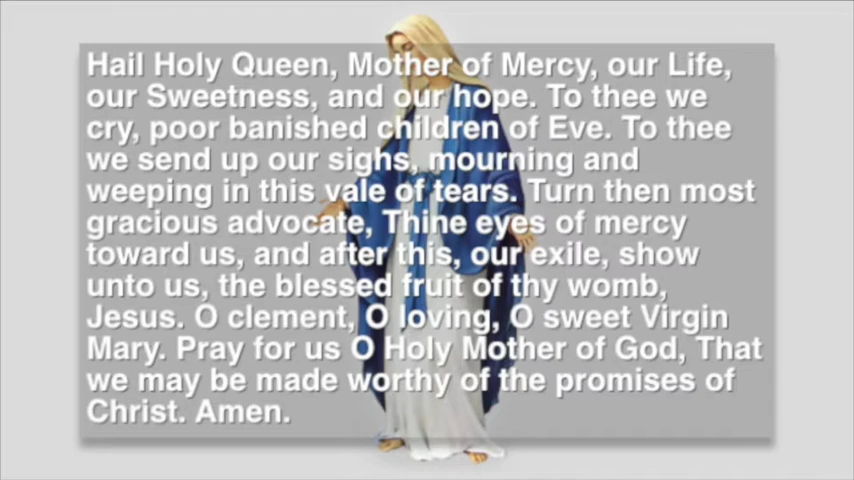 Hail Holy Queen, Mother of Mercy, our Life,
our Sweetness, and our hope. To thee we
cry, poor banished children of Eve. To thee
we send up our sighs, mourning and
weeping in this vale of tears. Turn then most
gracious advocate, Thine eyes of mercy
toward us, and after this, our exile, show
unto us, the blessed fruit of thy womb,
Jesus. O clement, O loving, O sweet Virgin
Mary. Pray for us O Holy Mother of God, That
we may be made worthy of the promises of
Christ. Amen.